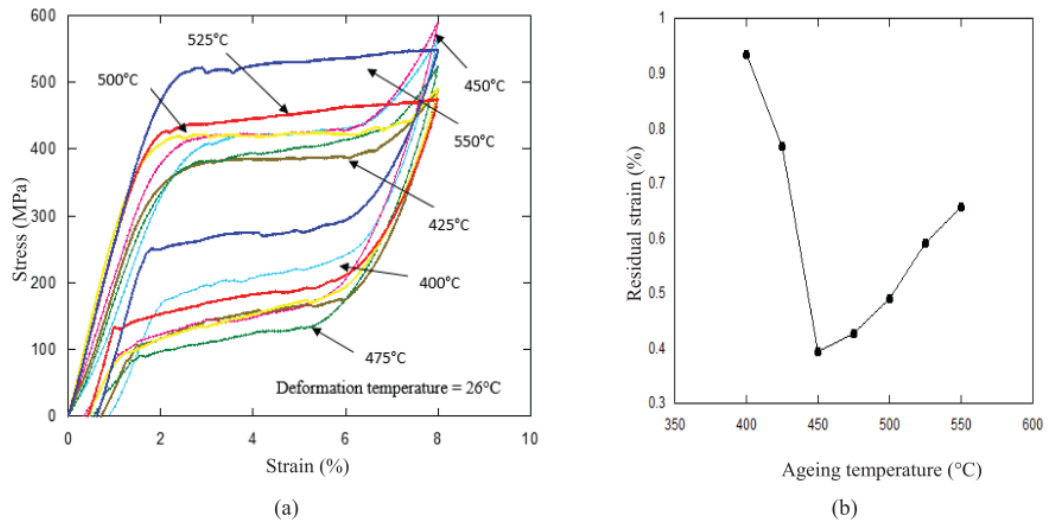 600
500
400
300
200
100
0
Stress (MPa)
525°C
500°C
450°C
550°C
425°C
400°C
475°C
Deformation temperature = 26°C
0 2 4 6 8 10
Strain (%)
(a)
1
0.9
0.8
0.7
0.6
0.5
0.4
0.3
Residual strain (%)
350 400 450 500 550 600
Ageing temperature (°C)
(b)